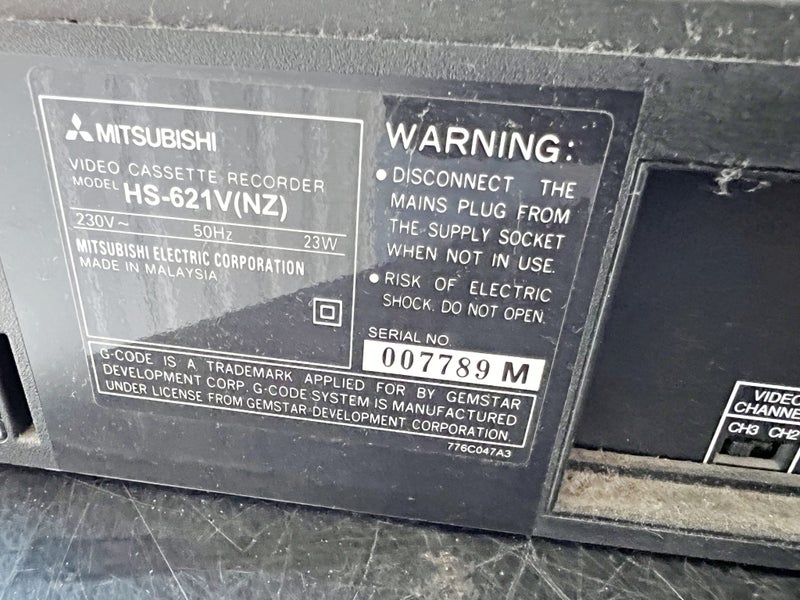 MITSUBISHI
VIDEO CASSETTE RECORDER
MODEL HS-621V(NZ)
230V~ 50Hz 23W
MITSUBISHI ELECTRIC CORPORATION
MADE IN MALAYSIA
WARNING:
• DISCONNECT THE
MAINS PLUG FROM
THE SUPPLY SOCKET
WHEN NOT IN USE.
• RISK OF ELECTRIC
SHOCK. DO NOT OPEN.
SERIAL NO.
007789 M
G-CODE IS A TRADEMARK APPLIED FOR BY GEMSTAR
DEVELOPMENT CORP. G-CODE SYSTEM IS MANUFACTURED
UNDER LICENSE FROM GEMSTAR DEVELOPMENT CORPORATION.
776C047A3
VIDEO
CHANNE
CH3 CH2